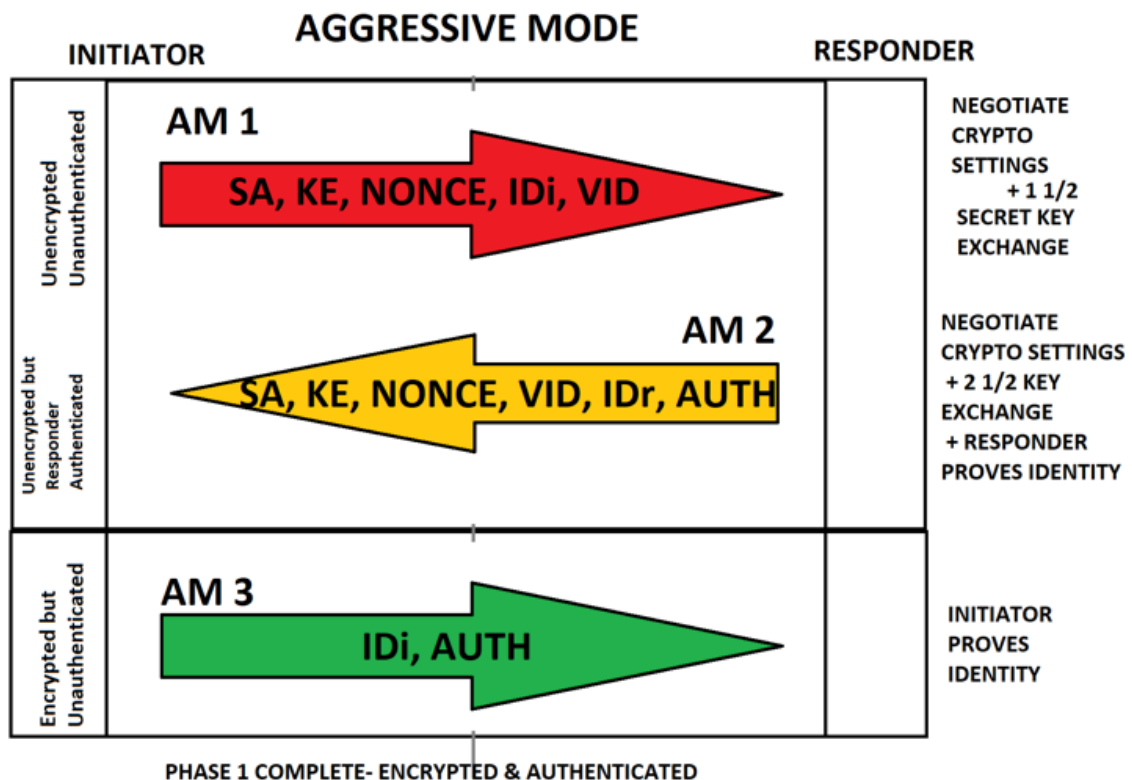 AGGRESSIVE MODE
INITIATOR
RESPONDER
Unencrypted
Unanuthenticated
AM 1
SA, KE, NONCE, IDi, VID
NEGOTIATE
CRYPTO
SETTINGS
+ 1 1/2
SECRET KEY
EXCHANGE
Unencrypted but
Responder
Authenticated
AM 2
SA, KE, NONCE, VID, IDr, AUTH
NEGOTIATE
CRYPTO SETTINGS
+ 2 1/2 KEY
EXCHANGE
+ RESPONDER
PROVES IDENTITY
Encrypted but
Unauthenticated
AM 3
IDi, AUTH
INITIATOR
PROVES
IDENTITY
PHASE 1 COMPLETE- ENCRYPTED & AUTHENTICATED